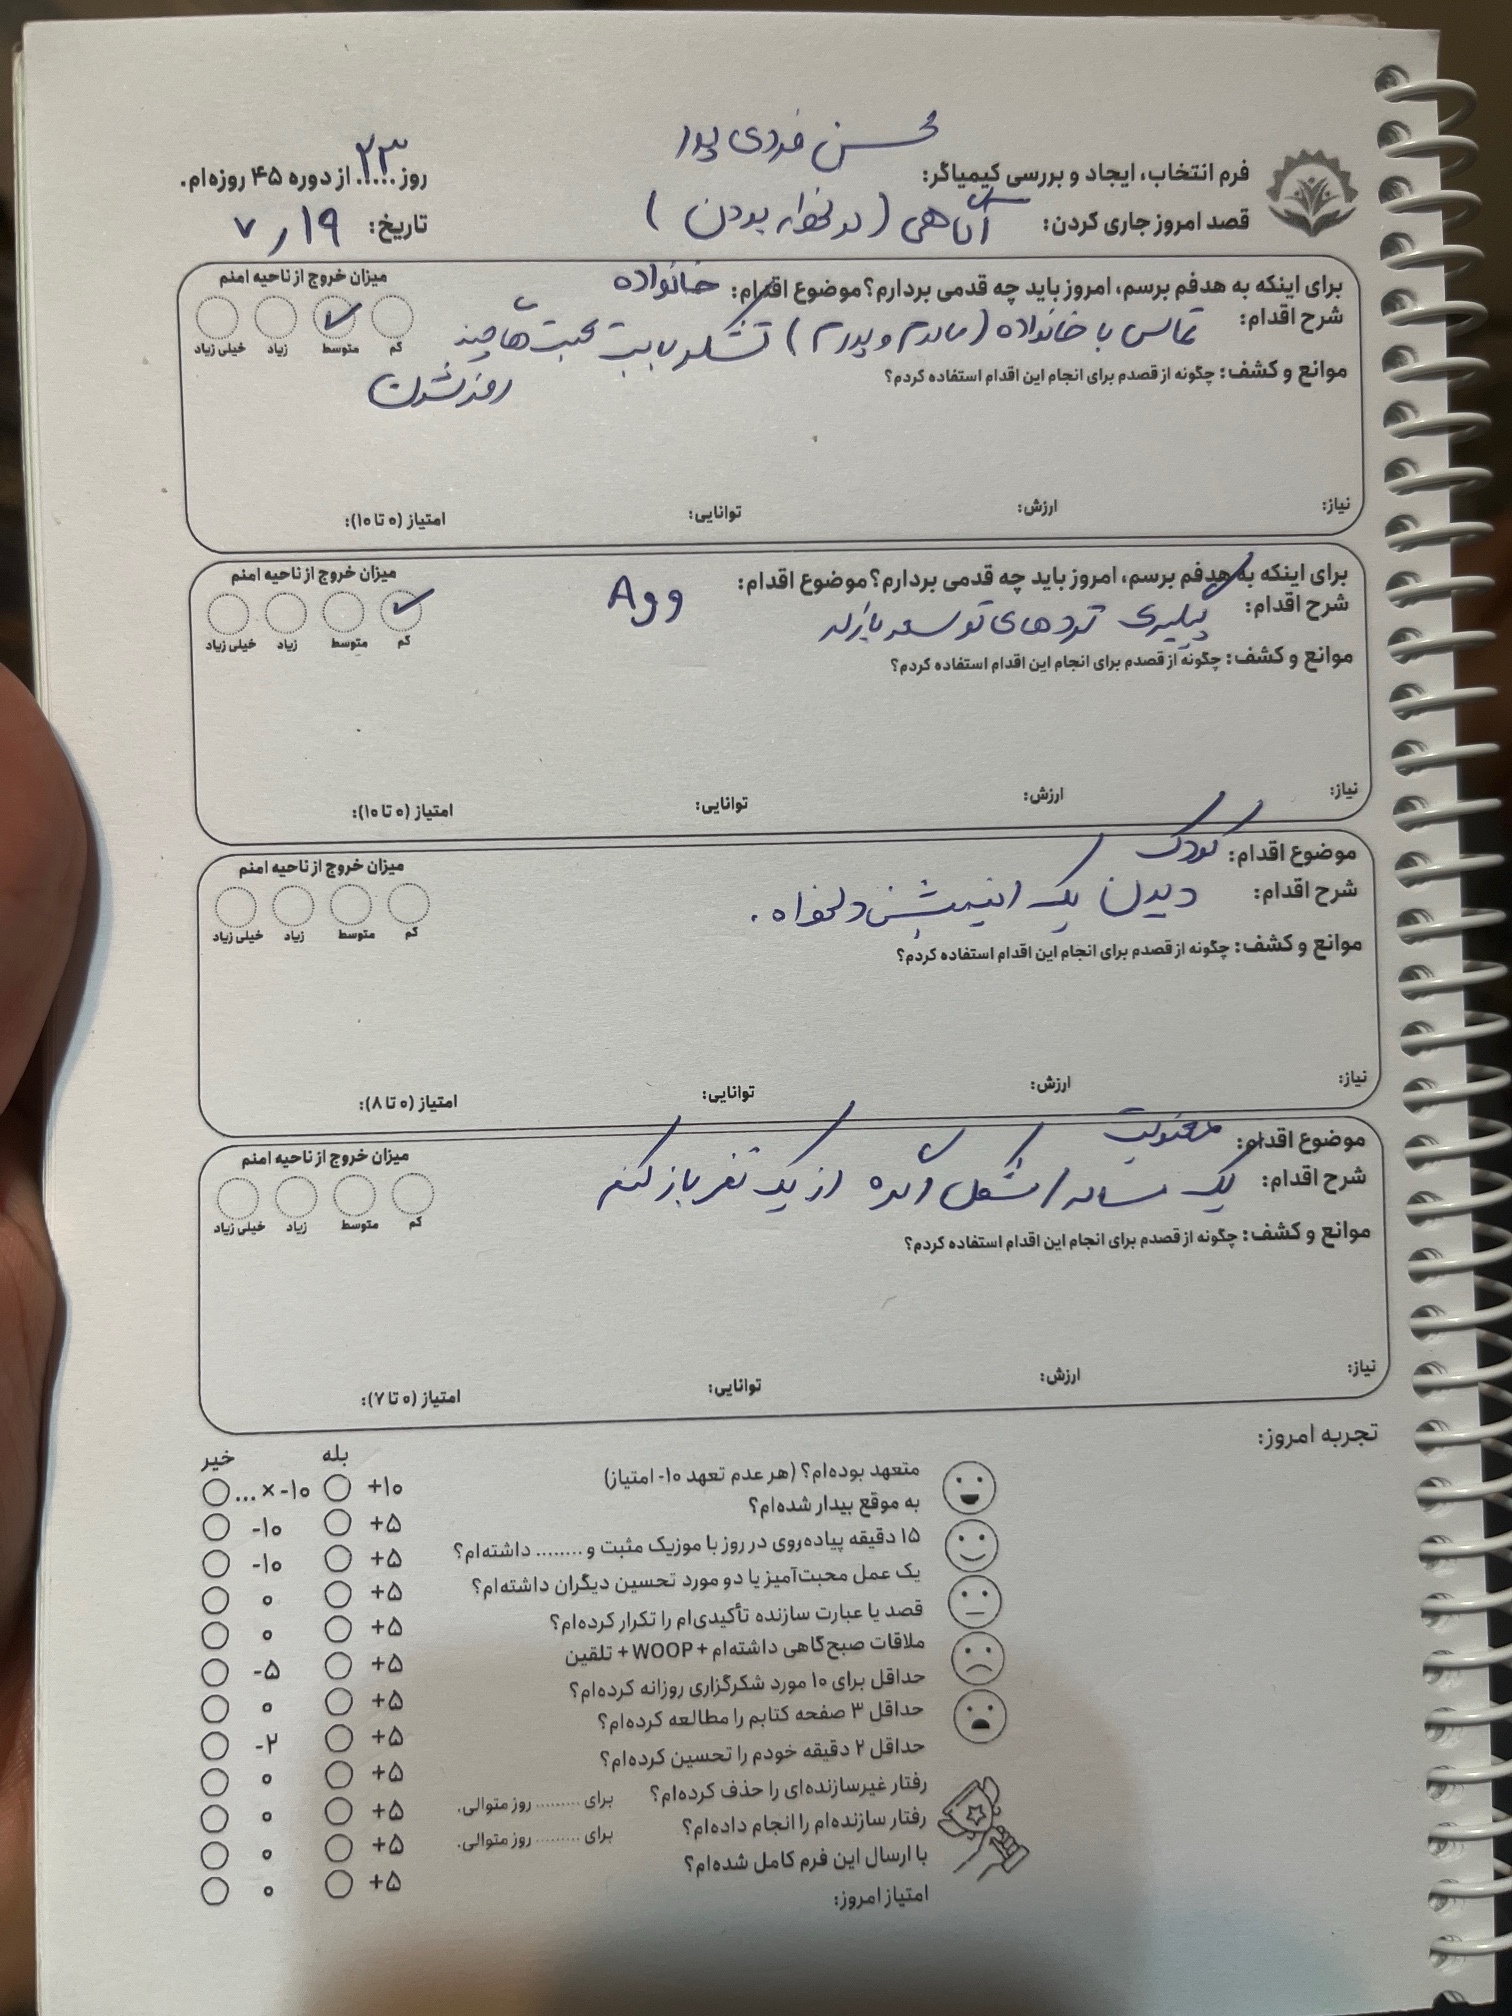 فرم انتخاب، ایجاد و بررسی کیمیاگر: محسن فردی پور
روز ۲۳ از دوره ۴۵ روزه‌ام.
قصد امروز جاری کردن: آگاهی (دلخواه بودن)
تاریخ: ۷/۱۹
برای اینکه به هدفم برسم، امروز باید چه قدمی بردارم؟ موضوع اقدام: خانواده
میزان خروج از ناحیه امنم
شرح اقدام: تماس با خانواده (مادرم و پدرم) تشکر بابت محبت‌ها چند
روز نشدن
کم متوسط زیاد خیلی زیاد
موانع و کشف: چگونه از قصدم برای انجام این اقدام استفاده کردم؟
نیاز: ارزش: توانایی: امتیاز (۰ تا ۱۰):
برای اینکه به هدفم برسم، امروز باید چه قدمی بردارم؟ موضوع اقدام: Agg
میزان خروج از ناحیه امنم
شرح اقدام: پیگیری تردهای توسعه بازار
کم متوسط زیاد خیلی زیاد
موانع و کشف: چگونه از قصدم برای انجام این اقدام استفاده کردم؟
نیاز: ارزش: توانایی: امتیاز (۰ تا ۱۰):
موضوع اقدام: کودک
میزان خروج از ناحیه امنم
شرح اقدام: دیدن یک انیمیشن دلخواه.
کم متوسط زیاد خیلی زیاد
موانع و کشف: چگونه از قصدم برای انجام این اقدام استفاده کردم؟
نیاز: ارزش: توانایی: امتیاز (۰ تا ۸):
موضوع اقدام: معنویت
میزان خروج از ناحیه امنم
شرح اقدام: یک مساله / مشکل / گره از یک نفر باز کنم
کم متوسط زیاد خیلی زیاد
موانع و کشف: چگونه از قصدم برای انجام این اقدام استفاده کردم؟
نیاز: ارزش: توانایی: امتیاز (۰ تا ۷):
تجربه امروز:
بله خیر
متعهد بوده‌ام؟ (هر عدم تعهد ۱۰- امتیاز) +۱۰ -۱۰ × ...
به موقع بیدار شده‌ام؟ +۵ -۱۰
۱۵ دقیقه پیاده‌روی در روز با موزیک مثبت و ........ داشته‌ام؟ +۵ -۱۰
یک عمل محبت‌آمیز یا دو مورد تحسین دیگران داشته‌ام؟ +۵ ۰
قصد یا عبارت سازنده تأکیدی‌ام را تکرار کرده‌ام؟ +۵ ۰
ملاقات صبح‌گاهی داشته‌ام + WOOP + تلقین +۵ -۵
حداقل برای ۱۰ مورد شکرگزاری روزانه کرده‌ام؟ +۵ ۰
حداقل ۳ صفحه کتابم را مطالعه کرده‌ام؟ +۵ -۲
حداقل ۲ دقیقه خودم را تحسین کرده‌ام؟ +۵ ۰
رفتار غیرسازنده‌ای را حذف کرده‌ام؟ برای ......... روز متوالی. +۵ ۰
رفتار سازنده‌ام را انجام داده‌ام؟ برای ......... روز متوالی. +۵ ۰
با ارسال این فرم کامل شده‌ام؟ +۵ ۰
امتیاز امروز: